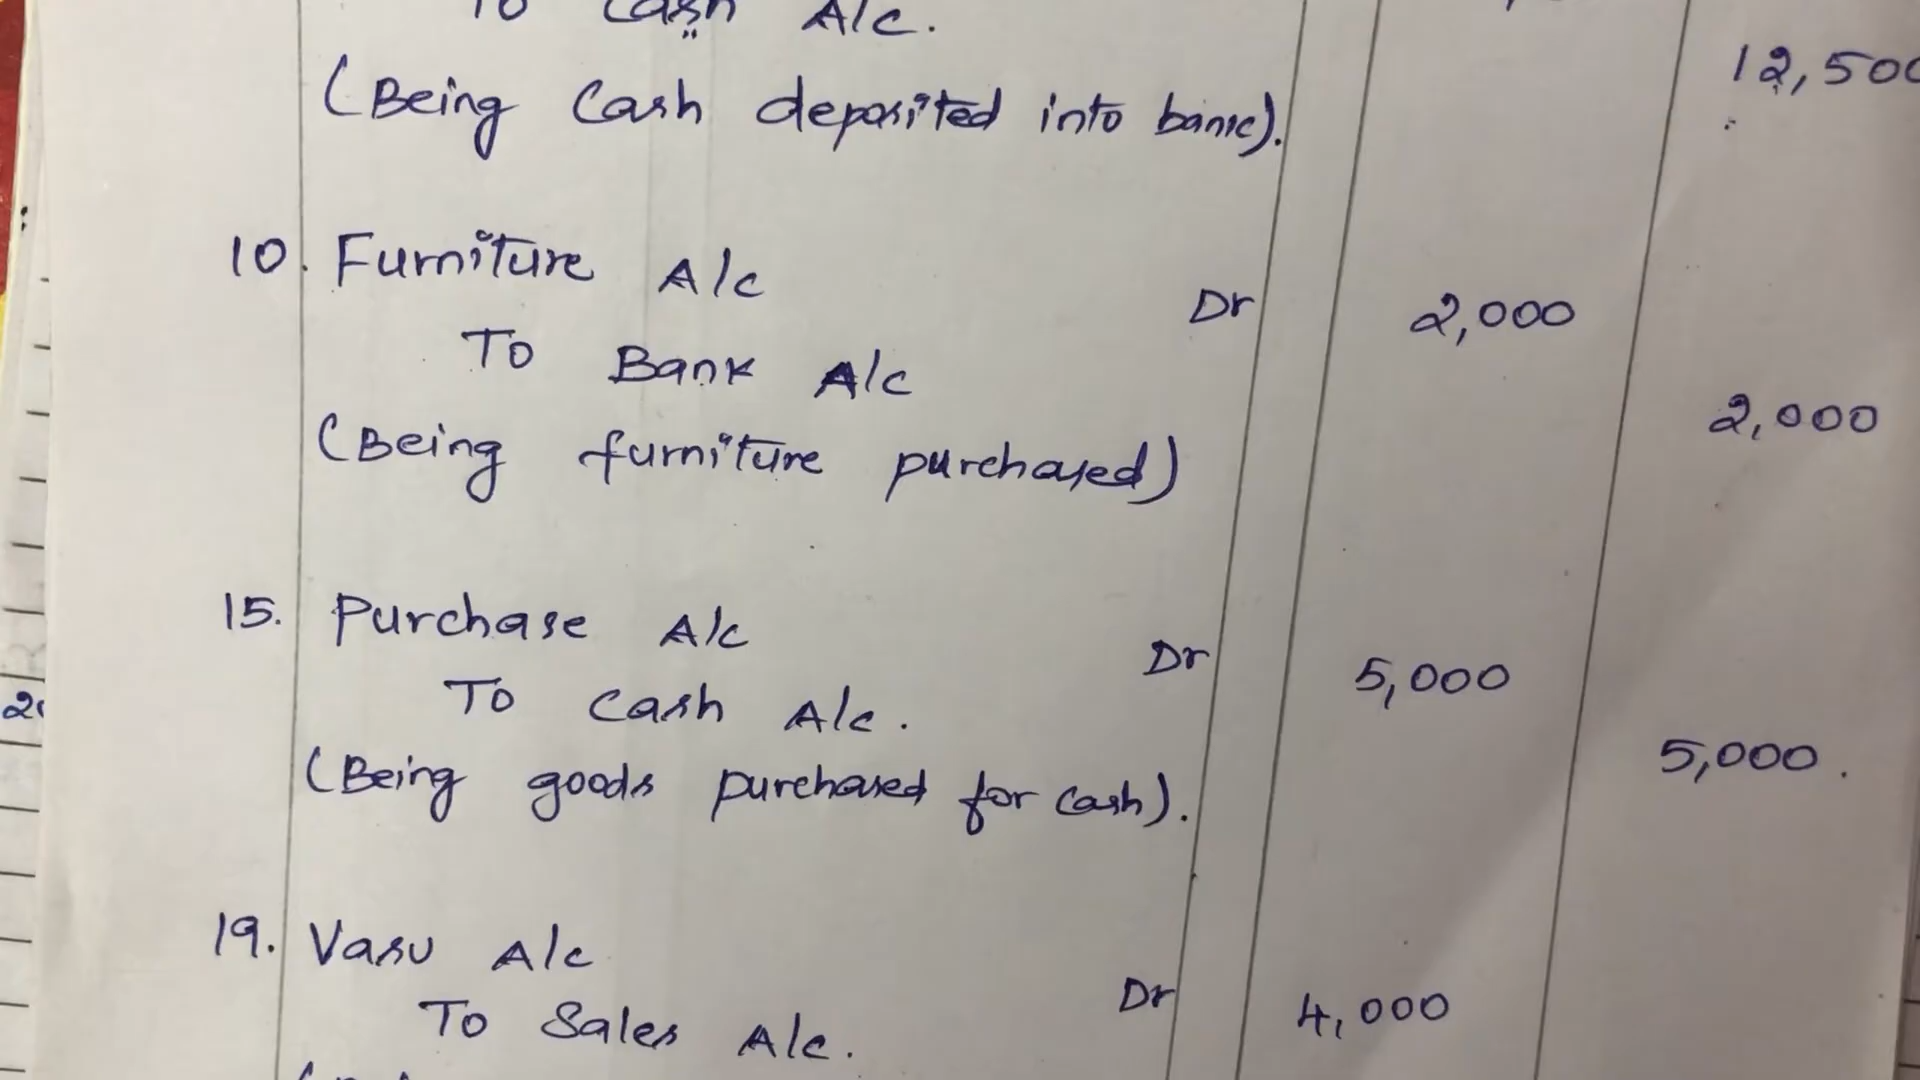 To Cash A/c.
12,500
(Being Cash deposited into bank).
10. Furniture A/c Dr 2,000
To Bank A/c
2,000
(Being furniture purchased)
15. Purchase A/c Dr 5,000
To Cash A/c.
5,000.
(Being goods purchased for cash).
19. Vasu A/c Dr 4,000
To Sales A/c.